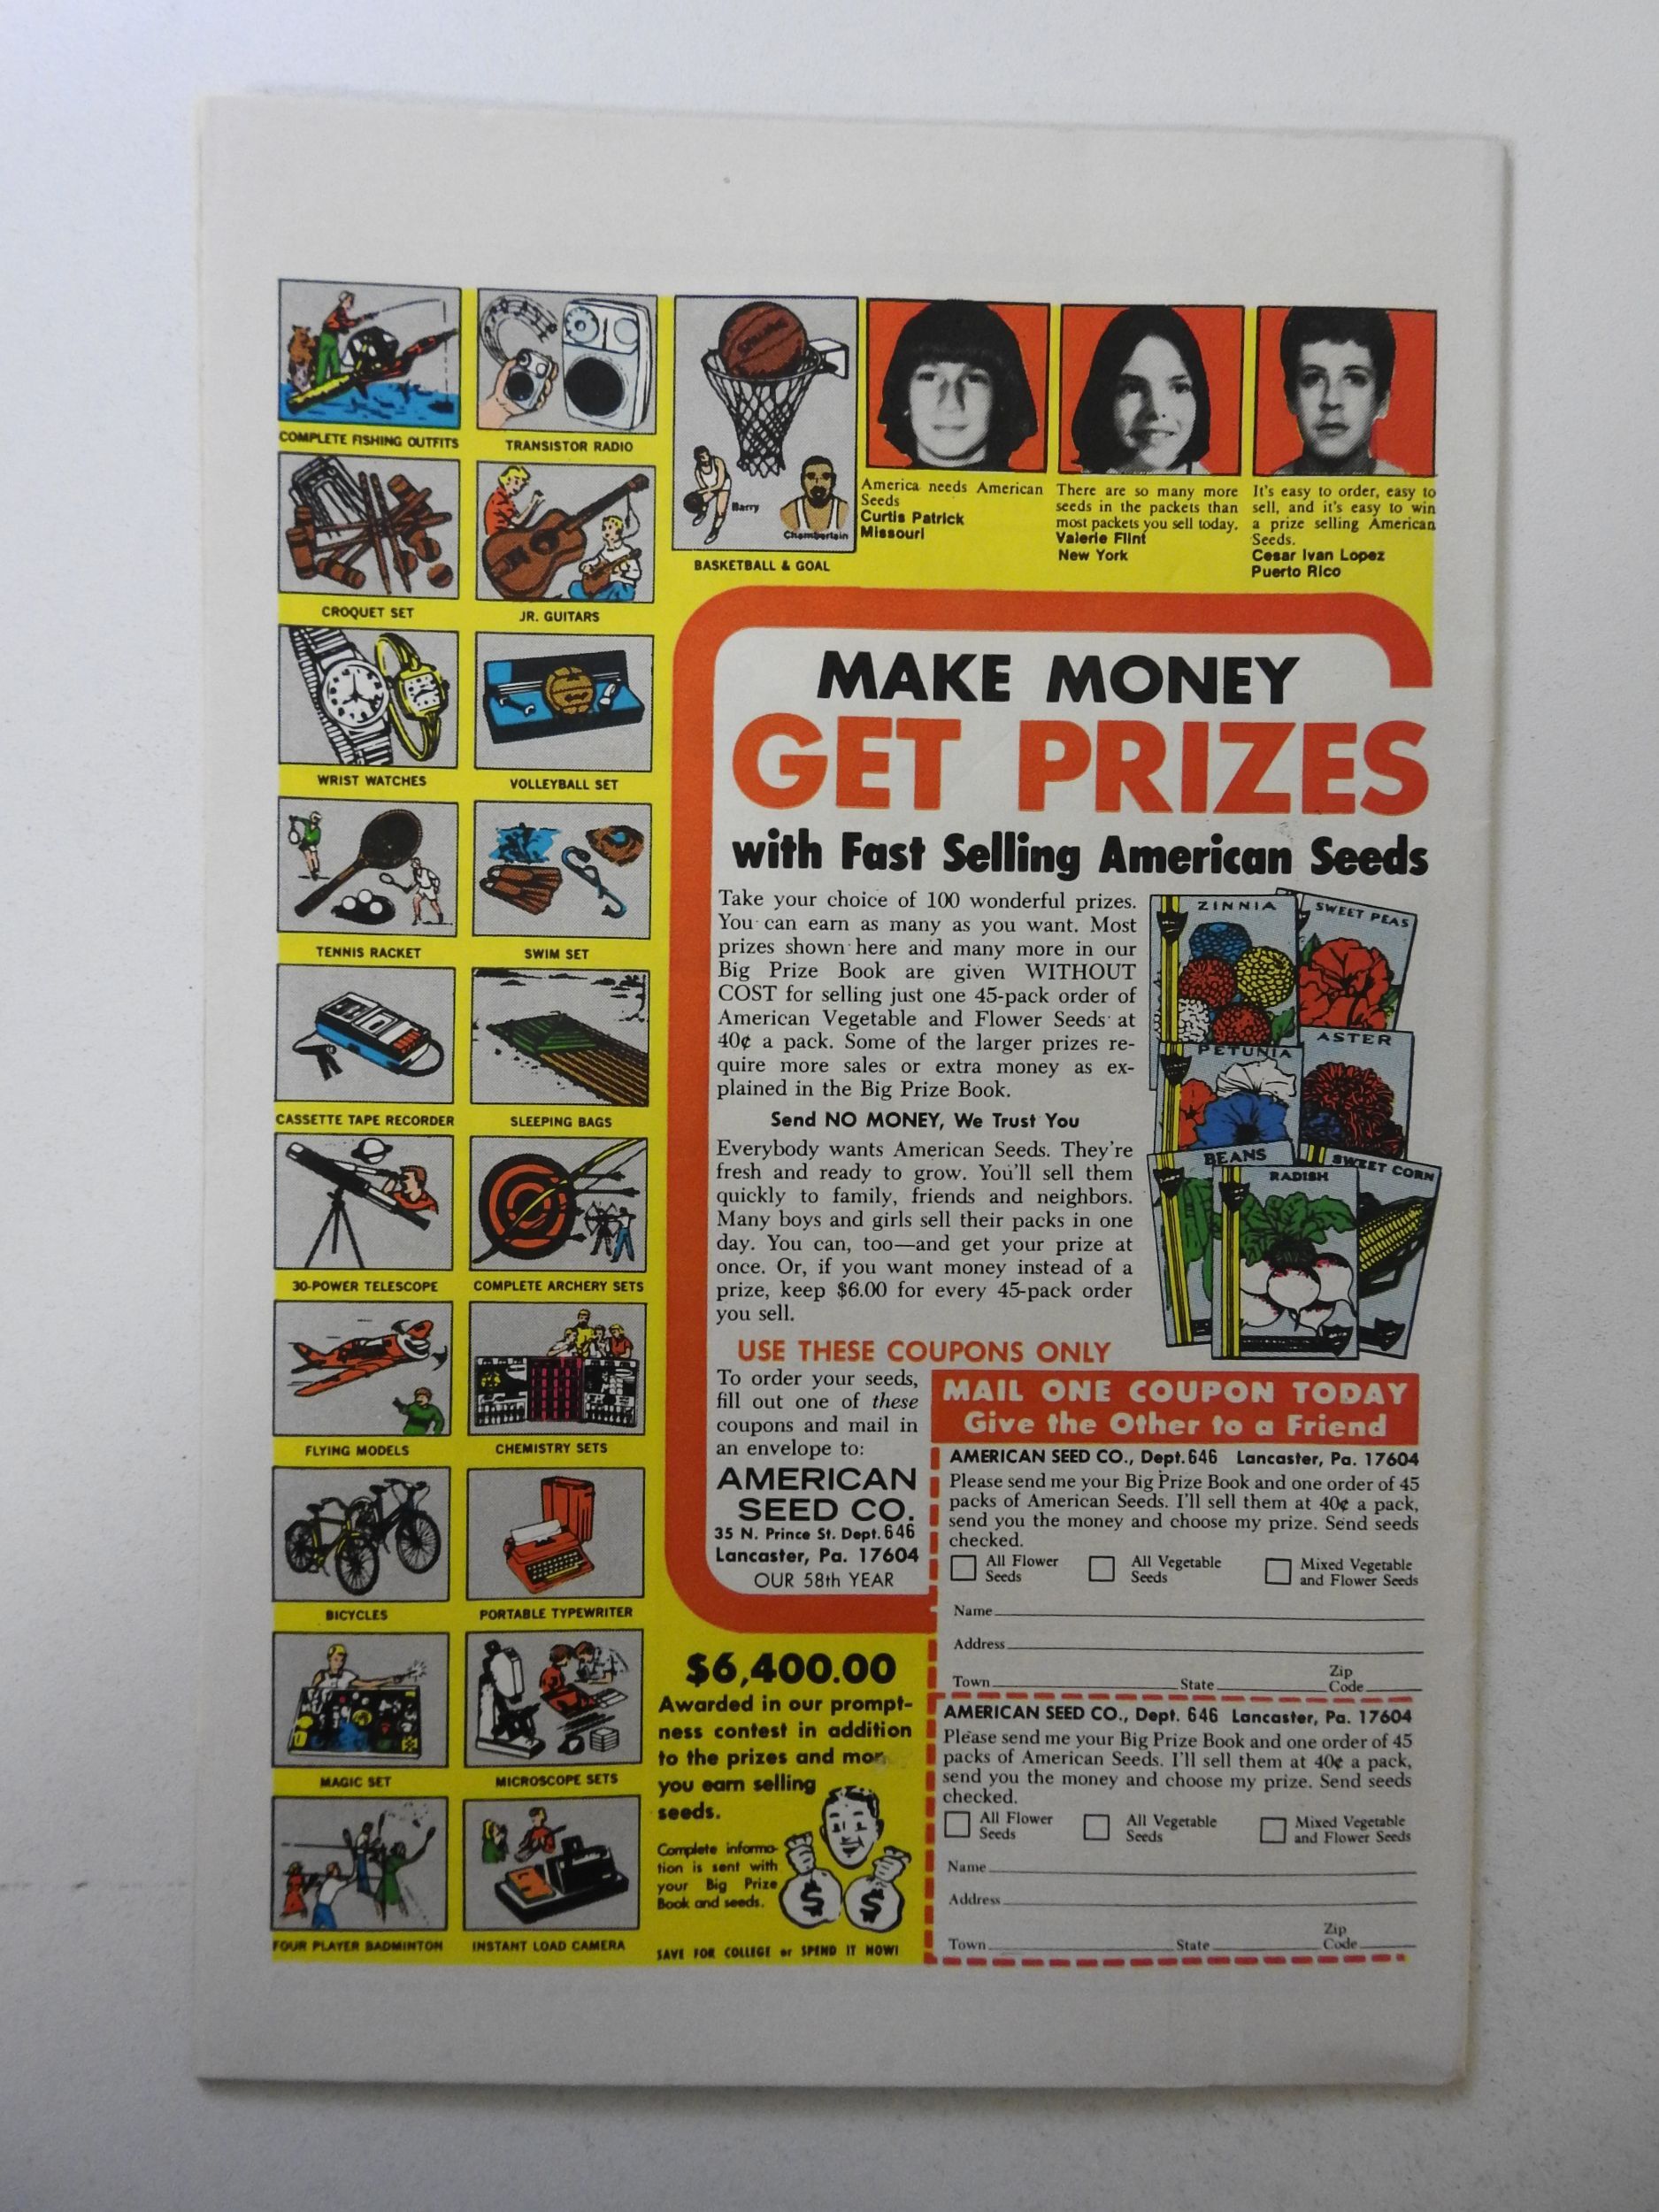 COMPLETE FISHING OUTFITS
TRANSISTOR RADIO
Barry
Chamberlain
BASKETBALL & GOAL
America needs American
Seeds
Curtis Patrick
Missouri
There are so many more
seeds in the packets than
most packets you sell today.
Valerie Flint
New York
It's easy to order, easy to
sell, and it's easy to win
a prize selling American
Seeds.
Cesar Ivan Lopez
Puerto Rico
CROQUET SET
JR. GUITARS
WRIST WATCHES
VOLLEYBALL SET
TENNIS RACKET
SWIM SET
CASSETTE TAPE RECORDER
SLEEPING BAGS
30-POWER TELESCOPE
COMPLETE ARCHERY SETS
FLYING MODELS
CHEMISTRY SETS
BICYCLES
PORTABLE TYPEWRITER
MAGIC SET
MICROSCOPE SETS
FOUR PLAYER BADMINTON
INSTANT LOAD CAMERA
MAKE MONEY
GET PRIZES
with Fast Selling American Seeds
Take your choice of 100 wonderful prizes.
You can earn as many as you want. Most
prizes shown here and many more in our
Big Prize Book are given WITHOUT
COST for selling just one 45-pack order of
American Vegetable and Flower Seeds at
40¢ a pack. Some of the larger prizes re-
quire more sales or extra money as ex-
plained in the Big Prize Book.
Send NO MONEY, We Trust You
Everybody wants American Seeds. They're
fresh and ready to grow. You'll sell them
quickly to family, friends and neighbors.
Many boys and girls sell their packs in one
day. You can, too—and get your prize at
once. Or, if you want money instead of a
prize, keep $6.00 for every 45-pack order
you sell.
ZINNIA
SWEET PEAS
PETUNIA
ASTER
BEANS
RADISH
SWEET CORN
USE THESE COUPONS ONLY
To order your seeds,
fill out one of these
coupons and mail in
an envelope to:
AMERICAN
SEED CO.
35 N. Prince St. Dept. 646
Lancaster, Pa. 17604
OUR 58th YEAR
MAIL ONE COUPON TODAY
Give the Other to a Friend
AMERICAN SEED CO., Dept. 646 Lancaster, Pa. 17604
Please send me your Big Prize Book and one order of 45
packs of American Seeds. I'll sell them at 40¢ a pack,
send you the money and choose my prize. Send seeds
checked.
All Flower
Seeds
All Vegetable
Seeds
Mixed Vegetable
and Flower Seeds
Name
Address
Town State Zip
Code
AMERICAN SEED CO., Dept. 646 Lancaster, Pa. 17604
Please send me your Big Prize Book and one order of 45
packs of American Seeds. I'll sell them at 40¢ a pack,
send you the money and choose my prize. Send seeds
checked.
All Flower
Seeds
All Vegetable
Seeds
Mixed Vegetable
and Flower Seeds
Name
Address
Town State Zip
Code
$6,400.00
Awarded in our prompt-
ness contest in addition
to the prizes and
you earn selling
seeds.
Complete informa-
tion is sent with
your Big Prize
Book and seeds.
$ $
SAVE FOR COLLEGE or SPEND IT NOW!